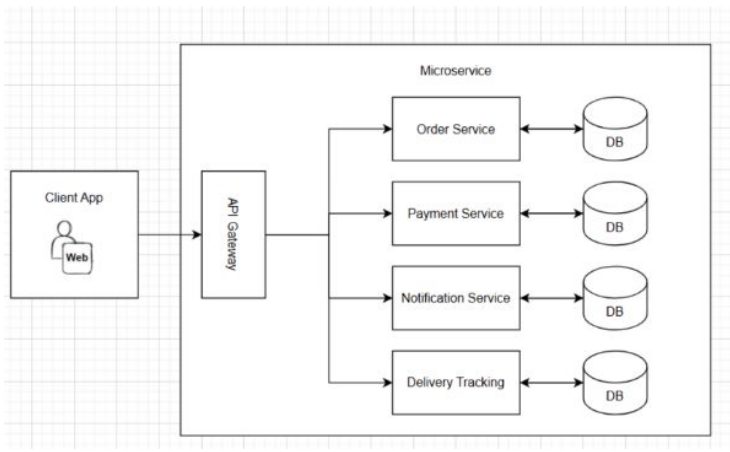 Microservice
Order Service
DB
Client App
Web
API Gateway
Payment Service
DB
Notification Service
DB
Delivery Tracking
DB